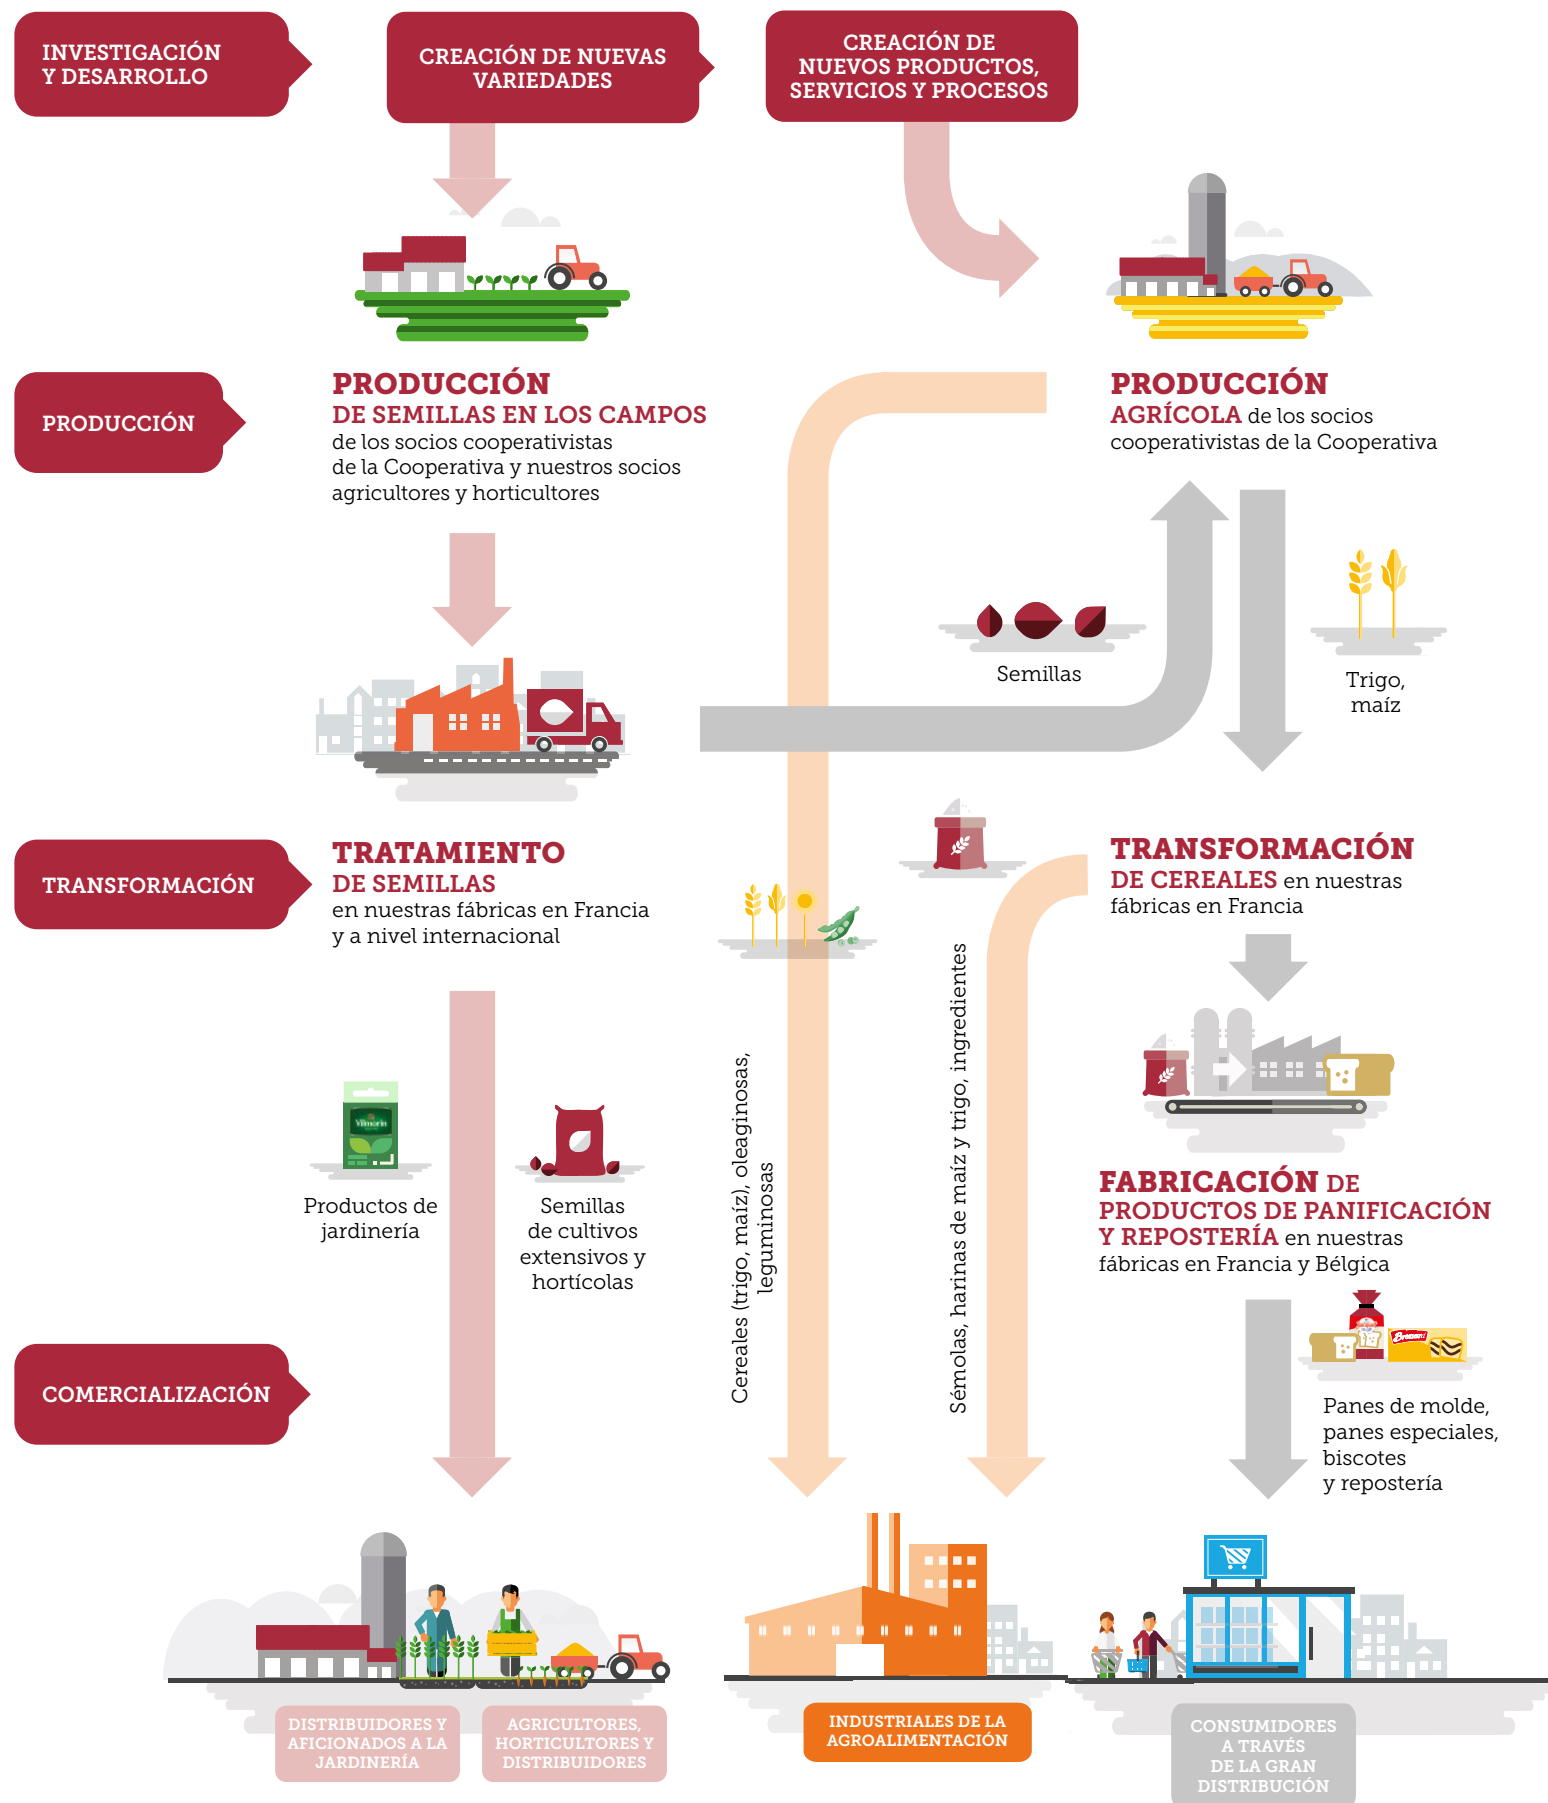 INVESTIGACIÓN
Y DESARROLLO
CREACIÓN DE NUEVAS
VARIEDADES
CREACIÓN DE
NUEVOS PRODUCTOS,
SERVICIOS Y PROCESOS
PRODUCCIÓN
PRODUCCIÓN
DE SEMILLAS EN LOS CAMPOS
de los socios cooperativistas
de la Cooperativa y nuestros socios
agricultores y horticultores
PRODUCCIÓN
AGRÍCOLA de los socios
cooperativistas de la Cooperativa
Semillas
Trigo,
maíz
TRANSFORMACIÓN
TRATAMIENTO
DE SEMILLAS
en nuestras fábricas en Francia
y a nivel internacional
TRANSFORMACIÓN
DE CEREALES en nuestras
fábricas en Francia
Vilmorin
Productos de
jardinería
Semillas
de cultivos
extensivos y
hortícolas
Cereales (trigo, maíz), oleaginosas,
leguminosas
Sémolas, harinas de maíz y trigo, ingredientes
FABRICACIÓN DE
PRODUCTOS DE PANIFICACIÓN
Y REPOSTERÍA en nuestras
fábricas en Francia y Bélgica
Brossard
Panes de molde,
panes especiales,
biscotes
y repostería
COMERCIALIZACIÓN
DISTRIBUIDORES Y
AFICIONADOS A LA
JARDINERÍA
AGRICULTORES,
HORTICULTORES Y
DISTRIBUIDORES
INDUSTRIALES DE LA
AGROALIMENTACIÓN
CONSUMIDORES
A TRAVÉS
DE LA GRAN
DISTRIBUCIÓN